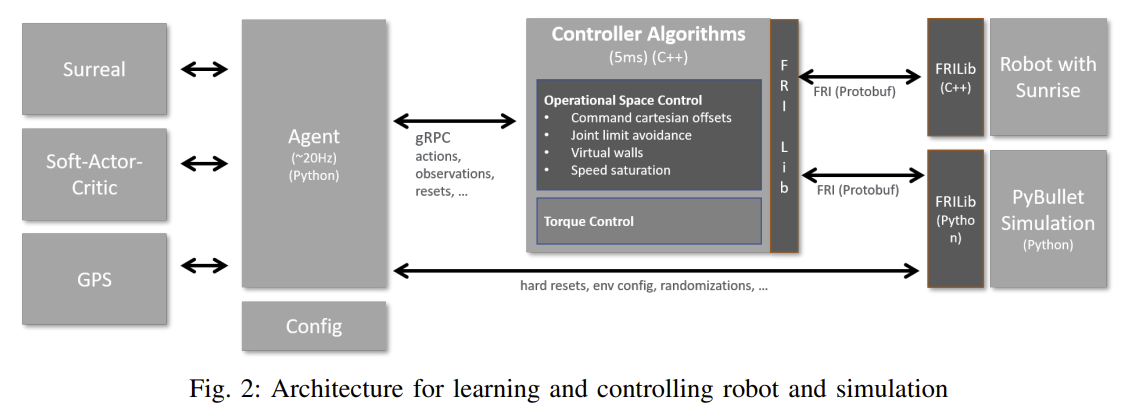 Surreal
Soft-Actor-
Critic
GPS
Agent
(~20Hz)
(Python)
Config
gRPC
actions,
observations,
resets, ...
Controller Algorithms
(5ms) (C++)
Operational Space Control
• Command cartesian offsets
• Joint limit avoidance
• Virtual walls
• Speed saturation
Torque Control
F
R
I
L
i
b
FRI (Protobuf)
FRI (Protobuf)
hard resets, env config, randomizations, ...
FRILib
(C++)
Robot with
Sunrise
FRILib
(Pytho
n)
PyBullet
Simulation
(Python)
Fig. 2: Architecture for learning and controlling robot and simulation